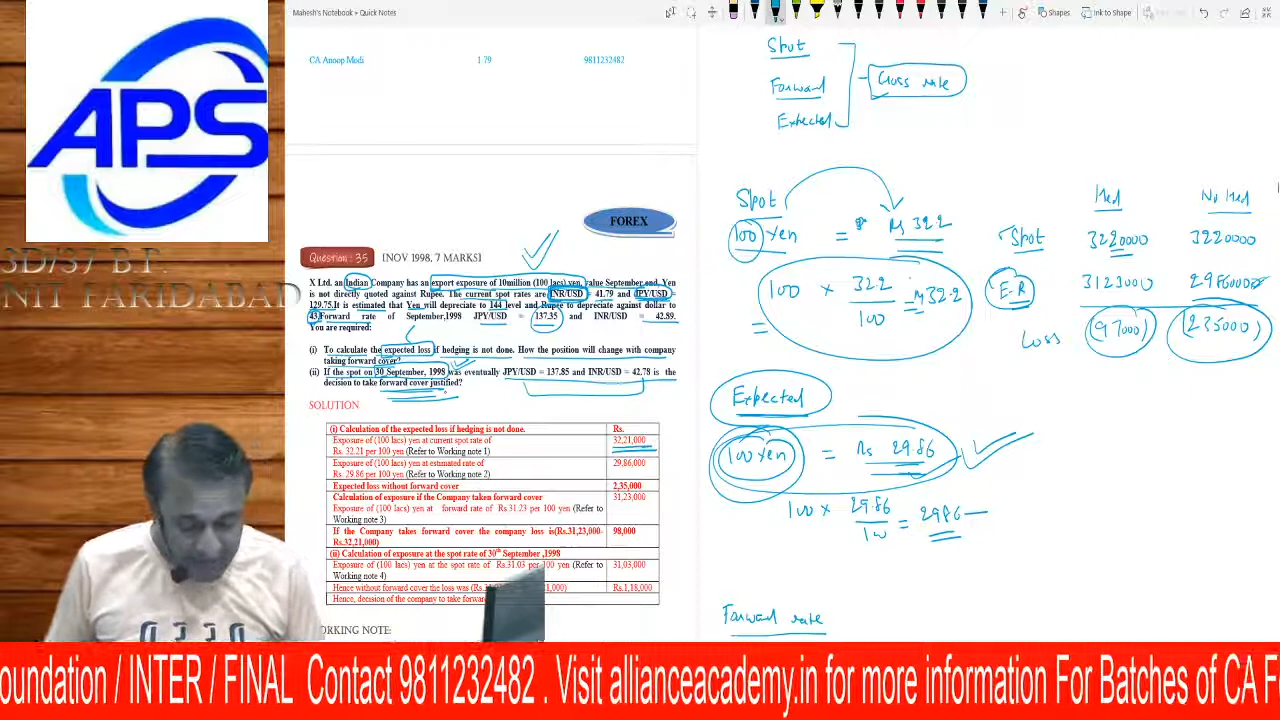 Mahesh's Notebook » Quick Notes
Shapes
Ink to Shape
CA Anoop Modi 1 79 9811232482
APS
3D/37 B.P.
NIT FARIDABAD
FOREX
Question: 35 [NOV 1998, 7 MARKS]
X Ltd. an Indian Company has an export exposure of 10million (100 lacs) yen, value September end. Yen
is not directly quoted against Rupee. The current spot rates are INR/USD = 41.79 and JPY/USD =
129.75.It is estimated that Yen will depreciate to 144 level and Rupee to depreciate against dollar to
43.Forward rate of September,1998 JPY/USD = 137.35 and INR/USD = 42.89.
You are required:
(i) To calculate the expected loss if hedging is not done. How the position will change with company
taking forward cover?
(ii) If the spot on 30 September, 1998 was eventually JPY/USD = 137.85 and INR/USD = 42.78 is the
decision to take forward cover justified?
SOLUTION
(i) Calculation of the expected loss if hedging is not done. Rs.
Exposure of (100 lacs) yen at current spot rate of 32,21,000
Rs. 32.21 per 100 yen (Refer to Working note 1)
Exposure of (100 lacs) yen at estimated rate of 29,86,000
Rs. 29.86 per 100 yen (Refer to Working note 2)
Expected loss without forward cover 2,35,000
Calculation of exposure if the Company taken forward cover 31,23,000
Exposure of (100 lacs) yen at forward rate of Rs.31.23 per 100 yen (Refer to
Working note 3)
If the Company takes forward cover the company loss is(Rs.31,23,000- 98,000
Rs.32,21,000)
(ii) Calculation of exposure at the spot rate of 30th September ,1998
Exposure of (100 lacs) yen at the spot rate of Rs.31.03 per 100 yen (Refer to 31,03,000
Working note 4)
Hence without forward cover the loss was (Rs. 1,000) Rs.1,18,000
Hence, decision of the company to take forw
ORKING NOTE:
Spot
Forward
Expected
Cross rate
Spot
100 Yen = Rs 32.2
= 100 × 32.2 / 100 = Rs 32.2
Hed No Hed
Spot 3220000 3220000
E.R 3123000 2986000
Loss (97000) (235000)
Expected
100 Yen = Rs 29.86
100 × 29.86 / 100 = 2986
Forward rate
oundation / INTER / FINAL Contact 9811232482 . Visit allianceacademy.in for more information For Batches of CA F